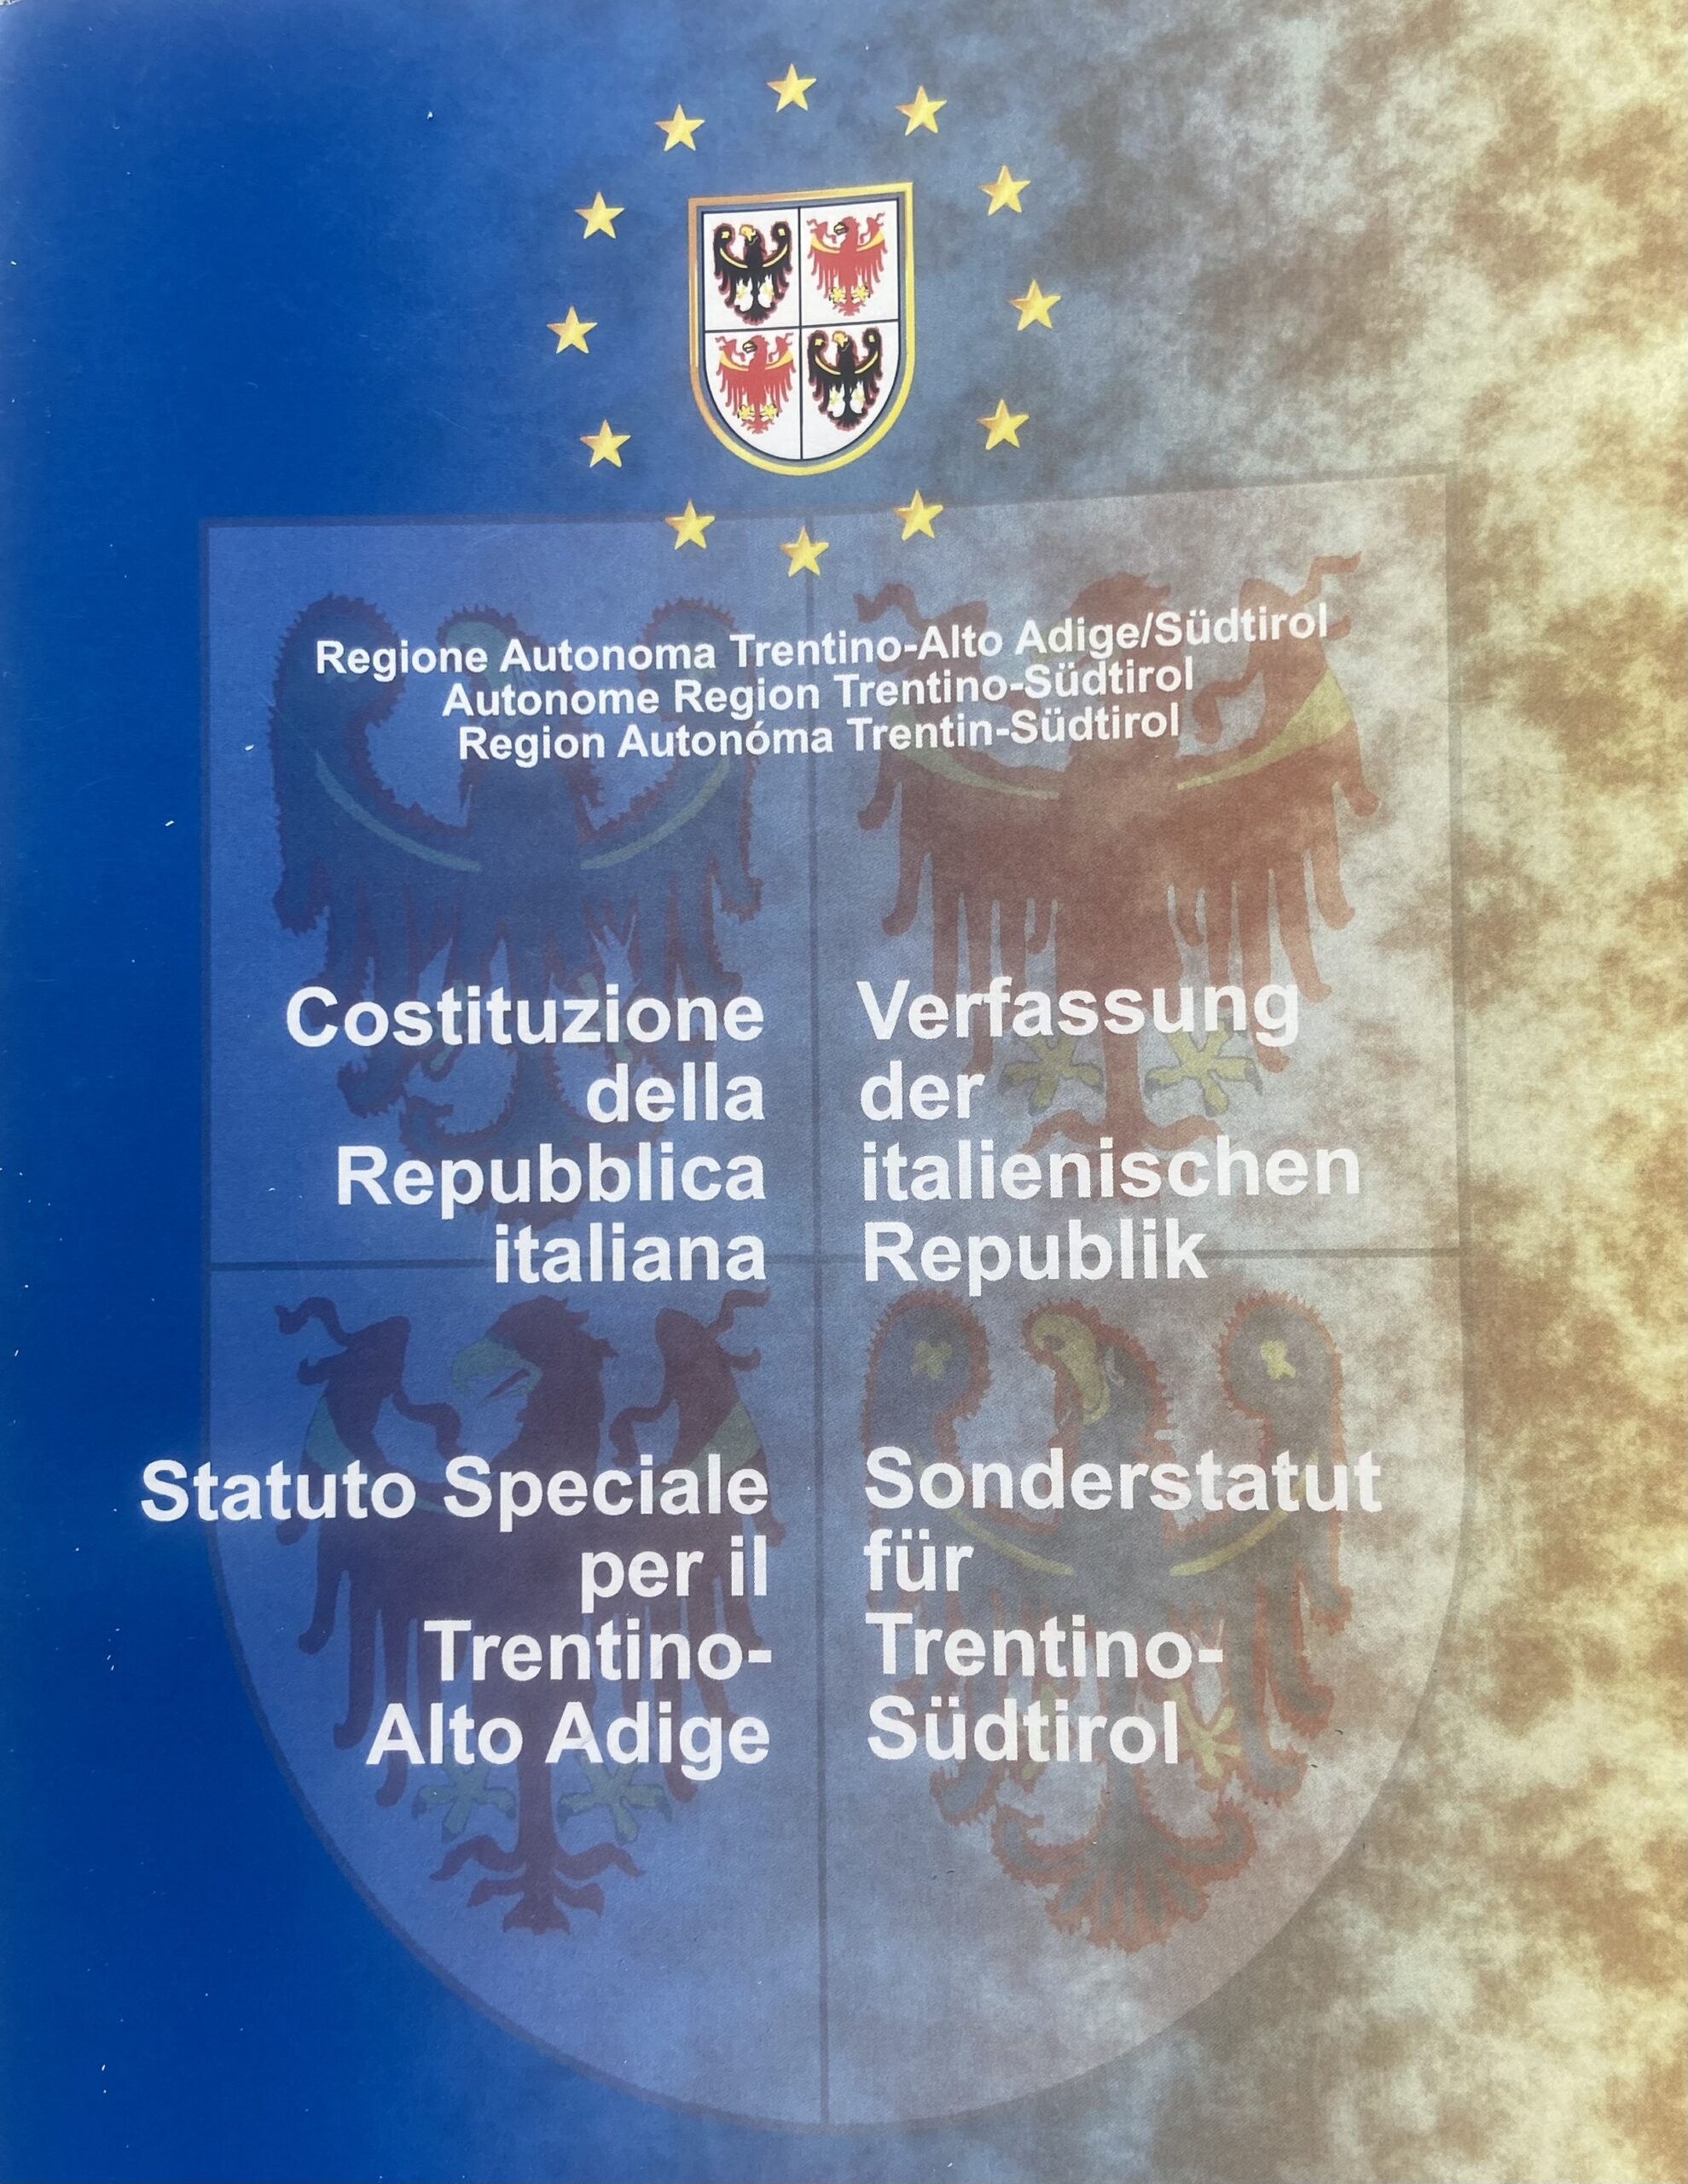 Regione Autonoma Trentino-Alto Adige/Südtirol
Autonome Region Trentino-Südtirol
Region Autonóma Trentin-Südtirol
Costituzione
della
Repubblica
italiana
Verfassung
der
italienischen
Republik
Statuto Speciale
per il
Trentino-
Alto Adige
Sonderstatut
für
Trentino-
Südtirol